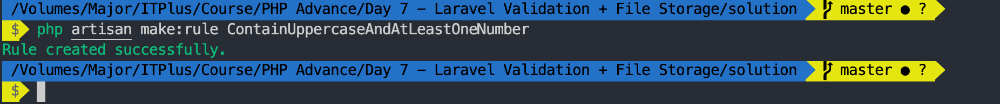 /Volumes/Major/ITPlus/Course/PHP Advance/Day 7 – Laravel Validation + File Storage/solution master ● ?
$ php artisan make:rule ContainUppercaseAndAtLeastOneNumber
Rule created successfully.
/Volumes/Major/ITPlus/Course/PHP Advance/Day 7 – Laravel Validation + File Storage/solution master ● ?
$